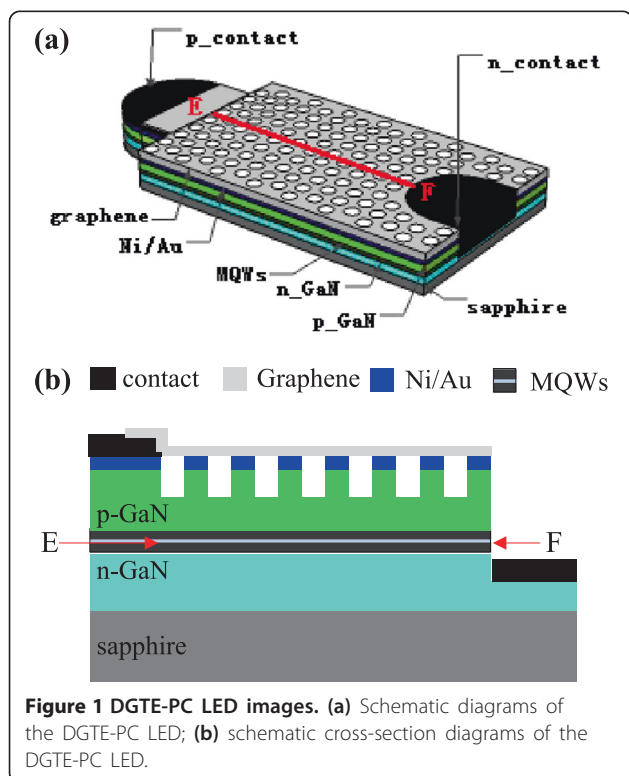 (a)
p_contact
n_contact
E
F
graphene
Ni/Au
MQWs
n_GaN
p_GaN
sapphire
(b) contact Graphene Ni/Au MQWs
p-GaN
E F
n-GaN
sapphire
Figure 1 DGTE-PC LED images. (a) Schematic diagrams of
the DGTE-PC LED; (b) schematic cross-section diagrams of the
DGTE-PC LED.